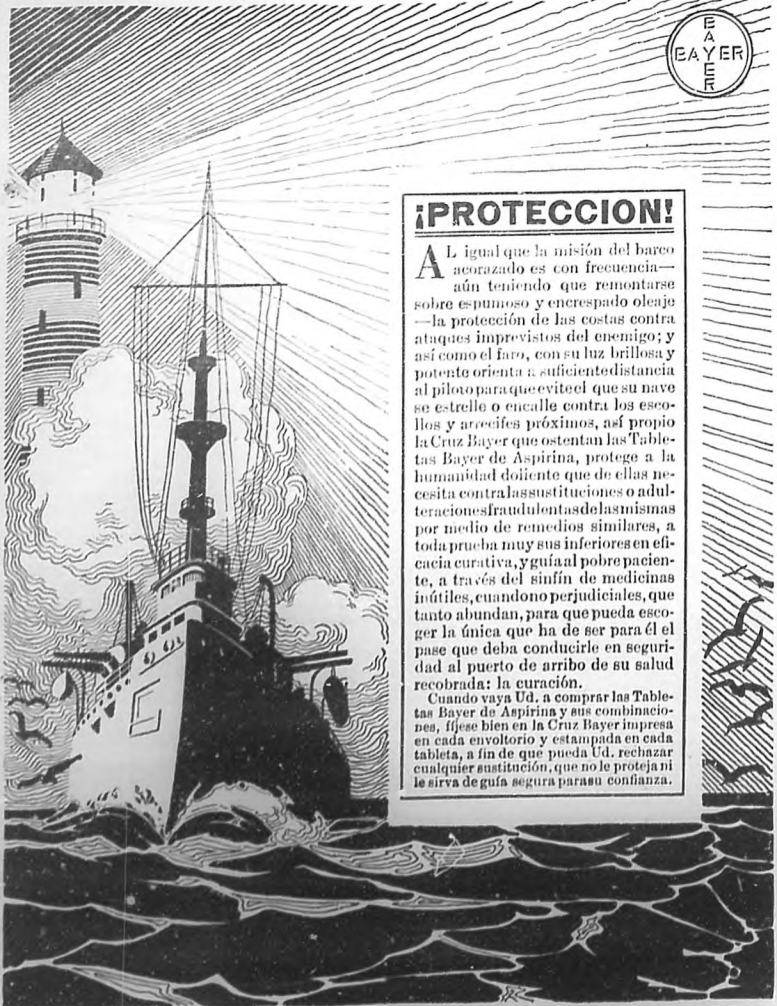 BAYER
BAYER
¡PROTECCION!
AL igual que la misión del barco
acorazado es con frecuencia—
aún teniendo que remontarse
sobre espumoso y encrespado oleaje
—la protección de las costas contra
ataques imprevistos del enemigo; y
así como el faro, con su luz brillosa y
potente orienta a suficiente distancia
al piloto para que evite el que su nave
se estrelle o encalle contra los esco-
llos y arrecifes próximos, así propio
la Cruz Bayer que ostentan las Table-
tas Bayer de Aspirina, protege a la
humanidad doliente que de ellas ne-
cesita contra las sustituciones o adul-
teraciones fraudulentas de las mismas
por medio de remedios similares, a
toda prueba muy sus inferiores en efi-
cacia curativa, y guía al pobre pacien-
te, a través del sinfín de medicinas
inútiles, cuando no perjudiciales, que
tanto abundan, para que pueda esco-
ger la única que ha de ser para él el
pase que deba conducirle en seguri-
dad al puerto de arribo de su salud
recobrada: la curación.
Cuando vaya Ud. a comprar las Table-
tas Bayer de Aspirina y sus combinacio-
nes, fíjese bien en la Cruz Bayer impresa
en cada envoltorio y estampada en cada
tableta, a fin de que pueda Ud. rechazar
cualquier sustitución, que no le proteja ni
le sirva de guía segura para su confianza.